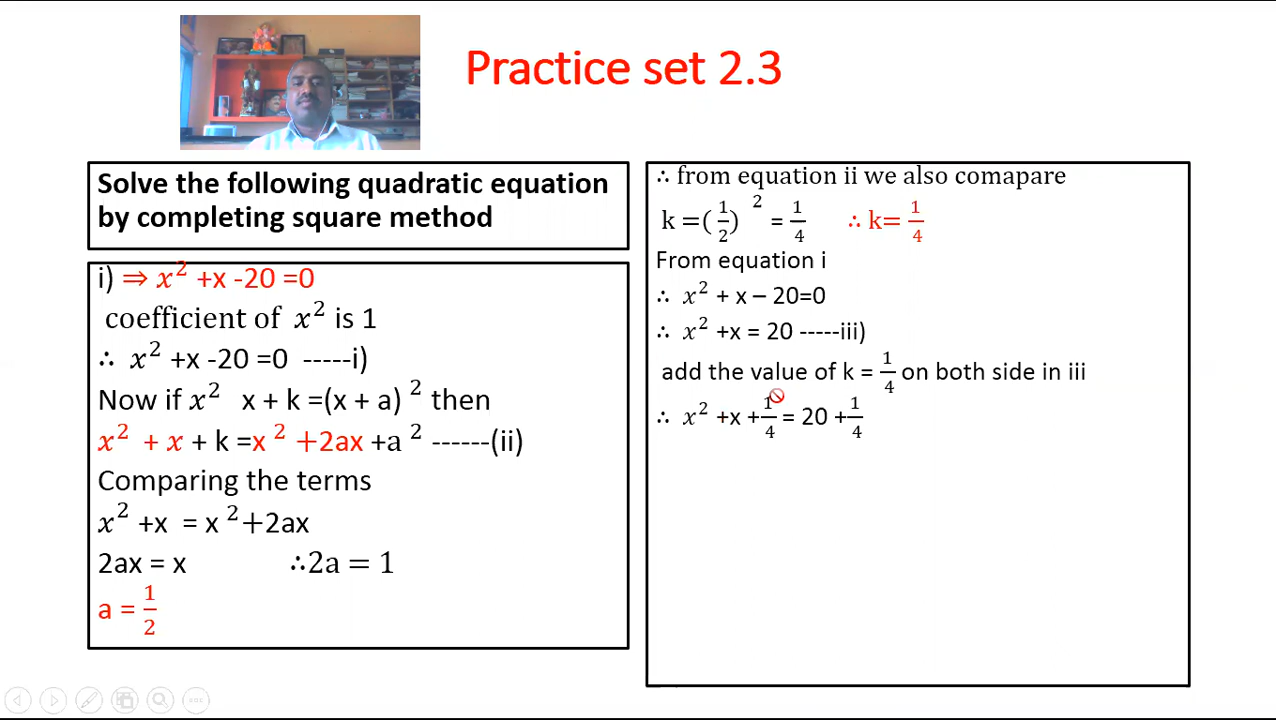 Practice set 2.3
Solve the following quadratic equation
by completing square method
i) ⇒ x² +x -20 =0
coefficient of x² is 1
∴ x² +x -20 =0 -----i)
Now if x² x + k =(x + a) ² then
x² + x + k =x ² +2ax +a ² ------(ii)
Comparing the terms
x² +x = x ²+2ax
2ax = x ∴2a = 1
a = 1/2
∴ from equation ii we also comapare
k =(1/2) ² = 1/4 ∴ k= 1/4
From equation i
∴ x² + x – 20=0
∴ x² +x = 20 -----iii)
add the value of k = 1/4 on both side in iii
∴ x² +x +1/4 = 20 +1/4